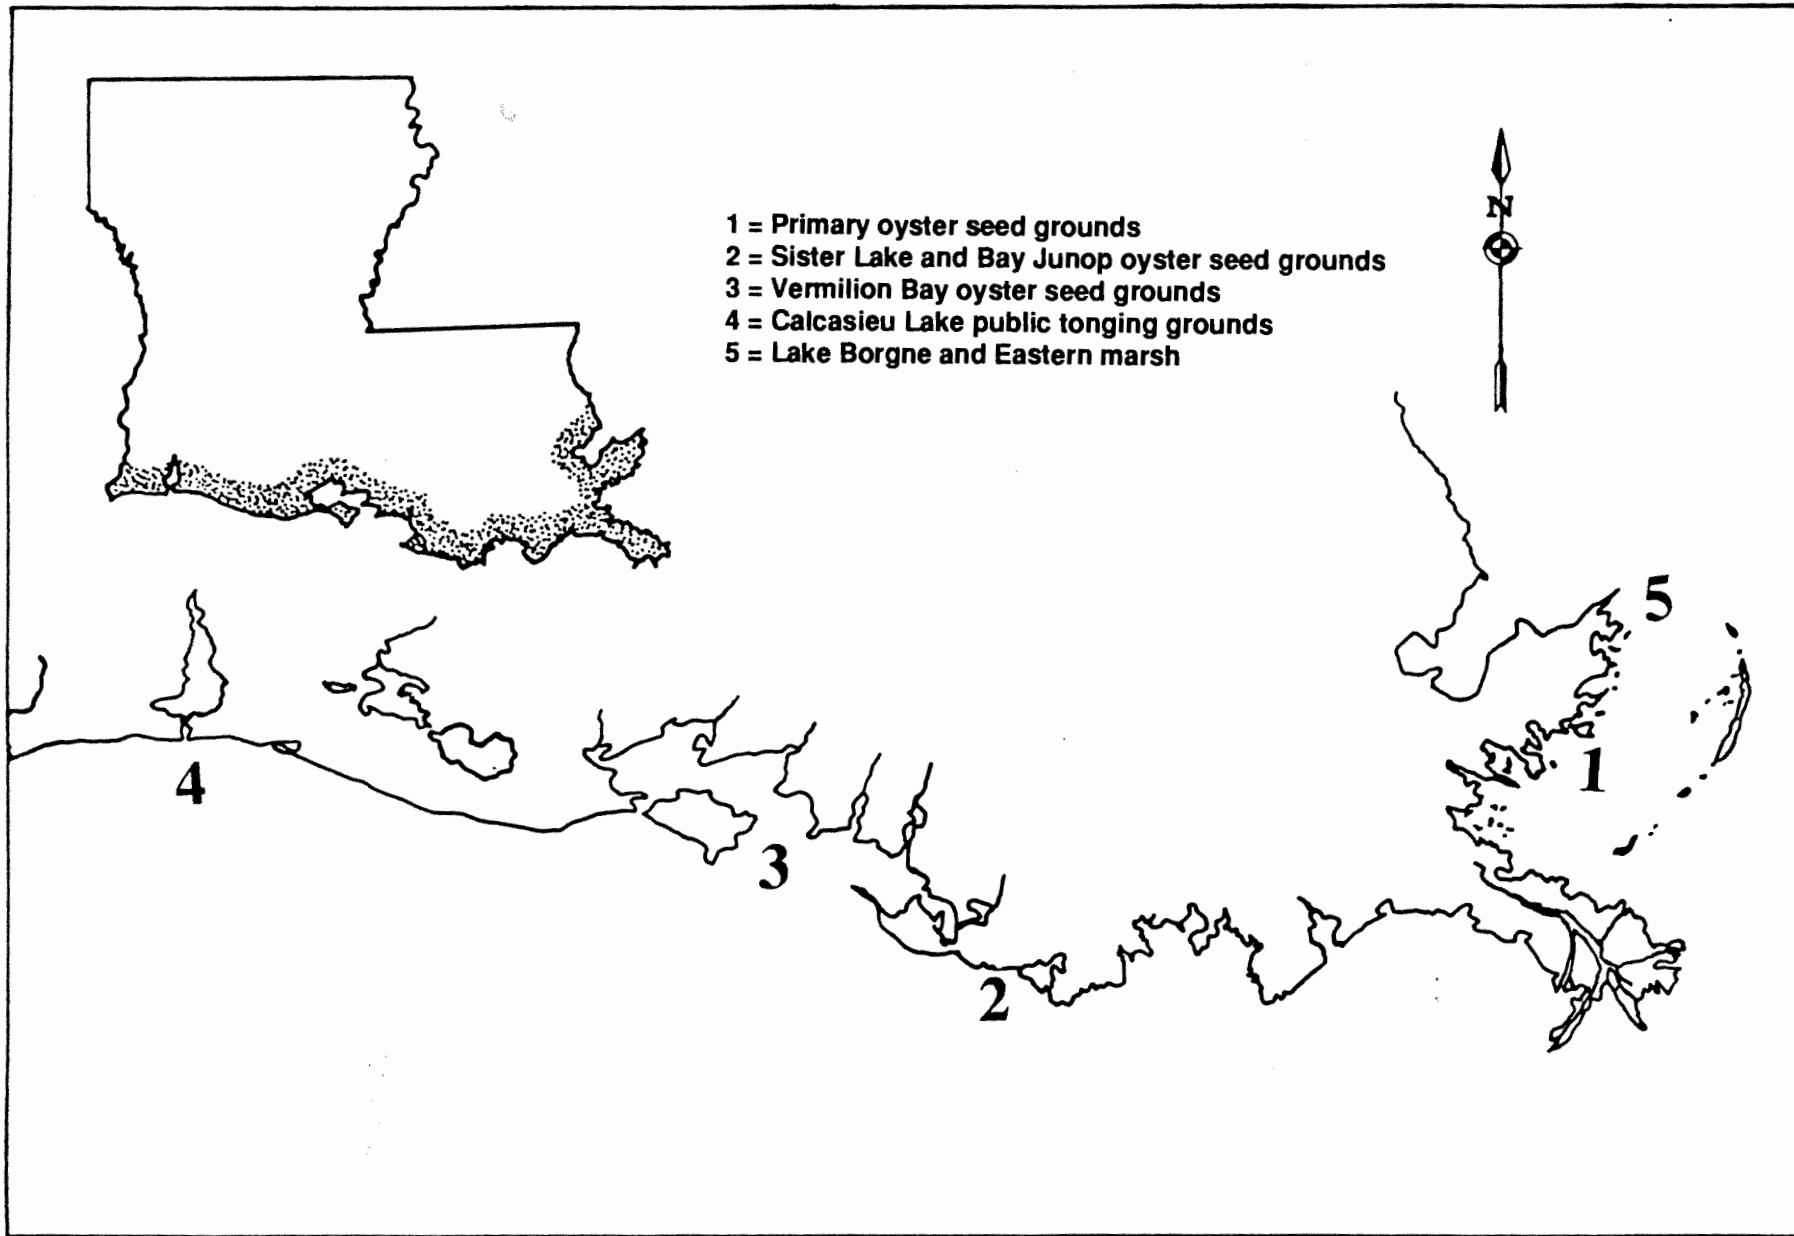 N
1 = Primary oyster seed grounds
2 = Sister Lake and Bay Junop oyster seed grounds
3 = Vermilion Bay oyster seed grounds
4 = Calcasieu Lake public tonging grounds
5 = Lake Borgne and Eastern marsh
5
1
4
3
2